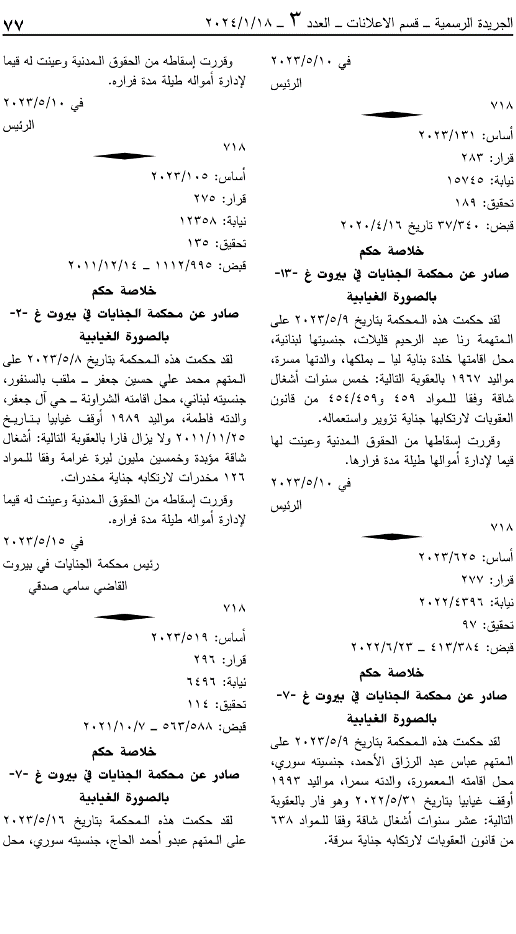 الجريدة الرسمية ـ قسم الاعلانات ـ العدد ٣ ـ ٢٠٢٤/١/١٨
٧٧
في ٢٠٢٣/٥/١٠
الرئيس
٧١٨
أساس: ٢٠٢٣/١٣١
قرار: ٢٨٣
نيابة: ١٥٧٤٥
تحقيق: ١٨٩
قبض: ٣٧/٣٤٠ تاريخ ٢٠٢٠/٤/١٦
خلاصة حكم
صادر عن محكمة الجنايات في بيروت غ -١٣-
بالصورة الغيابية
لقد حكمت هذه المحكمة بتاريخ ٢٠٢٣/٥/٩ على
المتهمة رنا عبد الرحيم قليلات، جنسيتها لبنانية،
محل اقامتها خلدة بناية ليا ـ بملكها، والدتها مسرة،
مواليد ١٩٦٧ بالعقوبة التالية: خمس سنوات أشغال
شاقة وفقا للمواد ٤٥٩ و٤٥٤/٤٥٩ من قانون
العقوبات لارتكابها جناية تزوير واستعماله.
وقررت إسقاطها من الحقوق المدنية وعينت لها
قيما لإدارة أموالها طيلة مدة فرارها.
في ٢٠٢٣/٥/١٠
الرئيس
٧١٨
أساس: ٢٠٢٣/٦٢٥
قرار: ٢٧٧
نيابة: ٢٠٢٢/٤٣٩٦
تحقيق: ٩٧
قبض: ٤١٣/٣٨٤ ـ ٢٠٢٢/٦/٢٣
خلاصة حكم
صادر عن محكمة الجنايات في بيروت غ -٧-
بالصورة الغيابية
لقد حكمت هذه المحكمة بتاريخ ٢٠٢٣/٥/٩ على
المتهم عباس عبد الرزاق الأحمد، جنسيته سوري،
محل اقامته المعمورة، والدته سمرا، مواليد ١٩٩٣
أوقف غيابيا بتاريخ ٢٠٢٢/٥/٣١ وهو فار بالعقوبة
التالية: عشر سنوات أشغال شاقة وفقا للمواد ٦٣٨
من قانون العقوبات لارتكابه جناية سرقة.
وقررت إسقاطه من الحقوق المدنية وعينت له قيما
لإدارة أمواله طيلة مدة فراره.
في ٢٠٢٣/٥/١٠
الرئيس
٧١٨
أساس: ٢٠٢٣/١٠٥
قرار: ٢٧٥
نيابة: ١٢٣٥٨
تحقيق: ١٣٥
قبض: ١١١٢/٩٩٥ ـ ٢٠١١/١٢/١٤
خلاصة حكم
صادر عن محكمة الجنايات في بيروت غ -٢-
بالصورة الغيابية
لقد حكمت هذه المحكمة بتاريخ ٢٠٢٣/٥/٨ على
المتهم محمد علي حسين جعفر ـ ملقب بالسنفور،
جنسيته لبناني، محل اقامته الشراونة ـ حي آل جعفر،
والدته فاطمة، مواليد ١٩٨٩ أوقف غيابيا بتاريخ
٢٠١١/١١/٢٥ ولا يزال فارا بالعقوبة التالية: أشغال
شاقة مؤبدة وخمسين مليون ليرة غرامة وفقا للمواد
١٢٦ مخدرات لارتكابه جناية مخدرات.
وقررت إسقاطه من الحقوق المدنية وعينت له قيما
لإدارة أمواله طيلة مدة فراره.
في ٢٠٢٣/٥/١٥
رئيس محكمة الجنايات في بيروت
القاضي سامي صدقي
٧١٨
أساس: ٢٠٢٣/٥١٩
قرار: ٢٩٦
نيابة: ٦٤٩٦
تحقيق: ١١٤
قبض: ٥٦٣/٥٨٨ ـ ٢٠٢١/١٠/٧
خلاصة حكم
صادر عن محكمة الجنايات في بيروت غ -٧-
بالصورة الغيابية
لقد حكمت هذه المحكمة بتاريخ ٢٠٢٣/٥/١٦
على المتهم عبدو أحمد الحاج، جنسيته سوري، محل